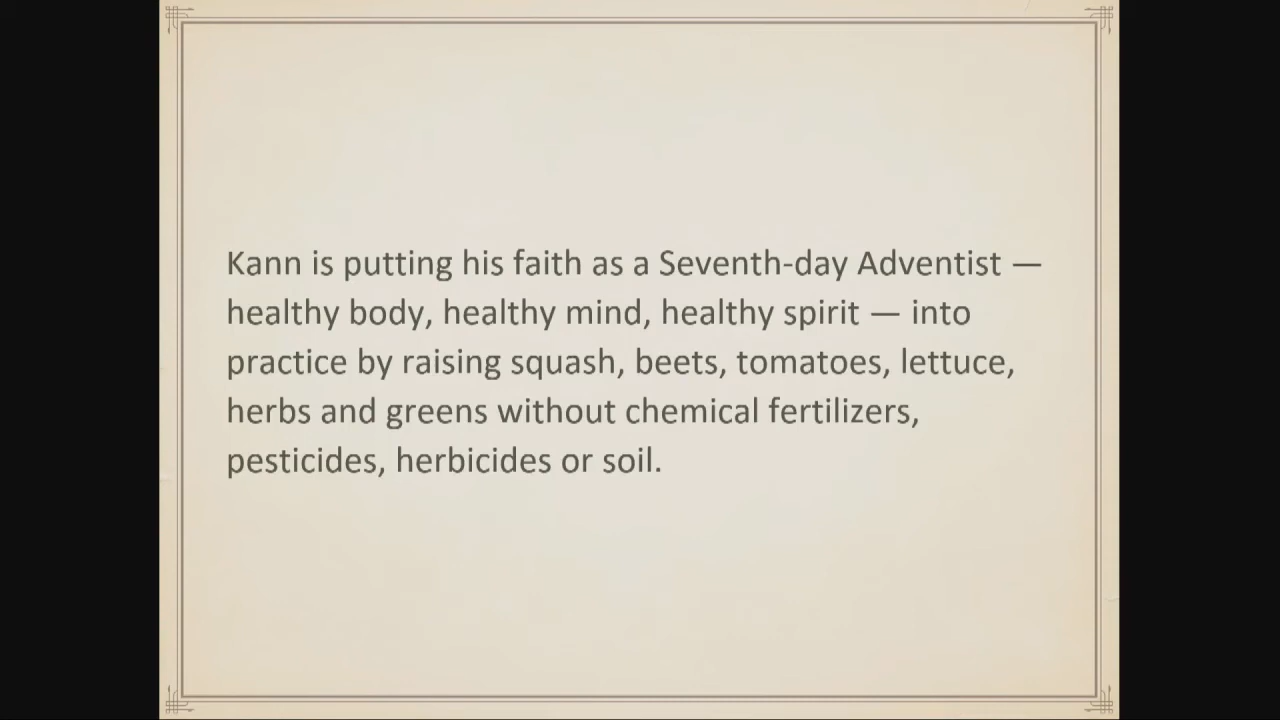 Kann is putting his faith as a Seventh-day Adventist —
healthy body, healthy mind, healthy spirit — into
practice by raising squash, beets, tomatoes, lettuce,
herbs and greens without chemical fertilizers,
pesticides, herbicides or soil.